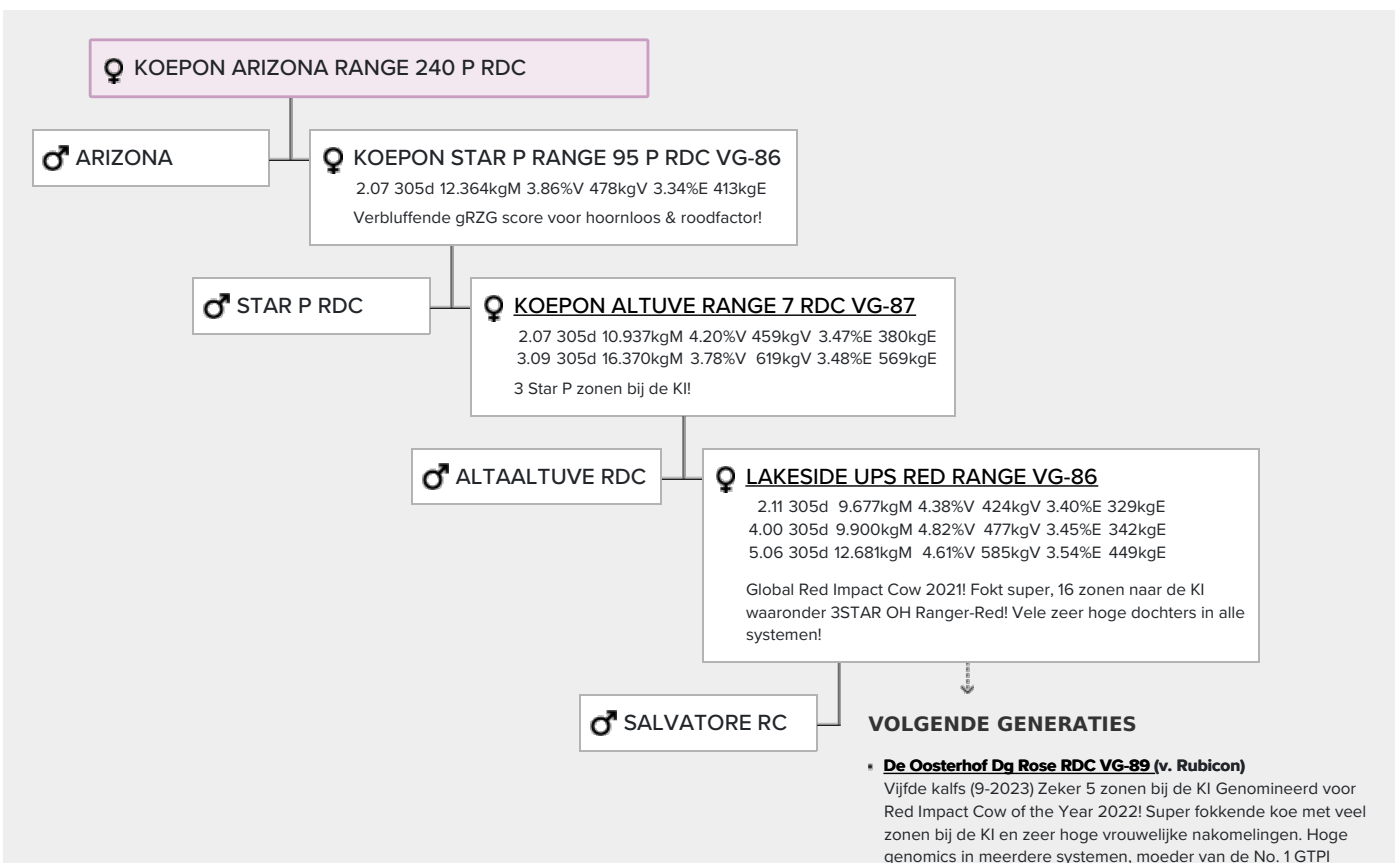 KOEPON ARIZONA RANGE 240 P RDC
ARIZONA
KOEPON STAR P RANGE 95 P RDC VG-86
2.07 305d 12.364kgM 3.86%V 478kgV 3.34%E 413kgE
Verbluffende gRZG score voor hoornloos & roodfactor!
STAR P RDC
KOEPON ALTUVE RANGE 7 RDC VG-87
2.07 305d 10.937kgM 4.20%V 459kgV 3.47%E 380kgE
3.09 305d 16.370kgM 3.78%V 619kgV 3.48%E 569kgE
3 Star P zonen bij de KI!
ALTAALTUVE RDC
LAKESIDE UPS RED RANGE VG-86
2.11 305d 9.677kgM 4.38%V 424kgV 3.40%E 329kgE
4.00 305d 9.900kgM 4.82%V 477kgV 3.45%E 342kgE
5.06 305d 12.681kgM 4.61%V 585kgV 3.54%E 449kgE
Global Red Impact Cow 2021! Fokt super, 16 zonen naar de KI
waaronder 3STAR OH Ranger-Red! Vele zeer hoge dochters in alle
systemen!
SALVATORE RC
VOLGENDE GENERATIES
▪ De Oosterhof Dg Rose RDC VG-89 (v. Rubicon)
Vijfde kalfs (9-2023) Zeker 5 zonen bij de KI Genomineerd voor
Red Impact Cow of the Year 2022! Super fokkende koe met veel
zonen bij de KI en zeer hoge vrouwelijke nakomelingen. Hoge
genomics in meerdere systemen, moeder van de No. 1 GTPI